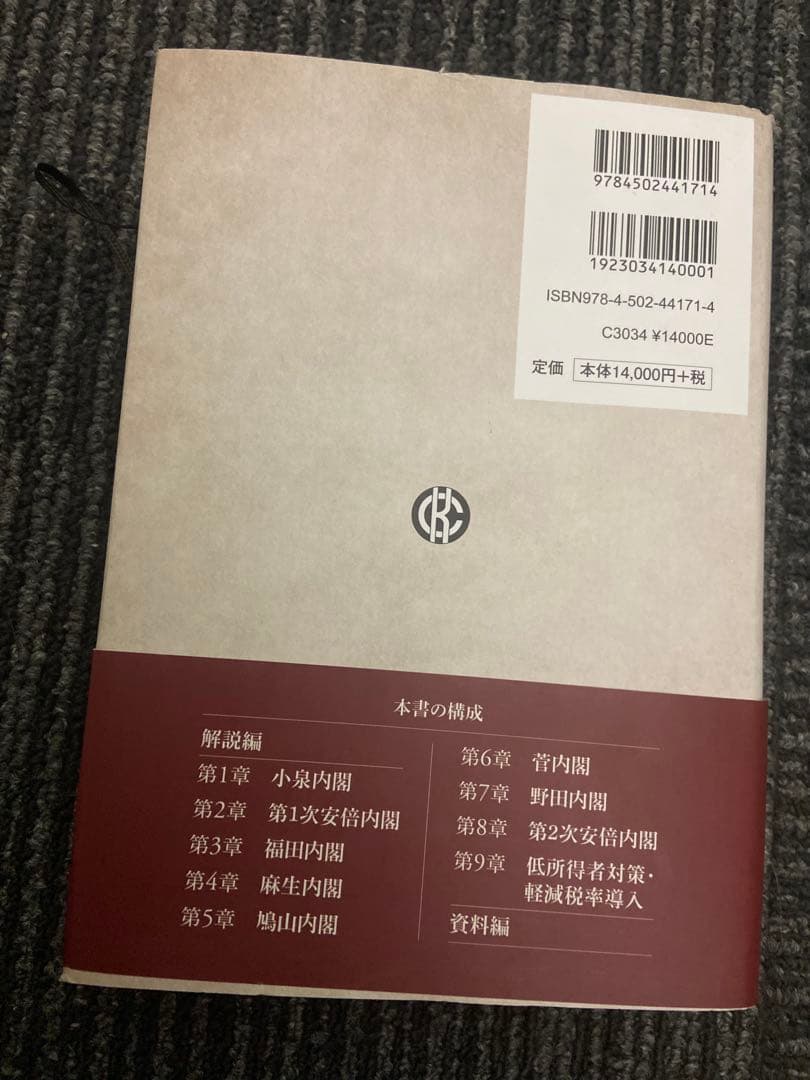 9784502441714
1923034140001
ISBN978-4-502-44171-4
C3034 ¥14000E
定価 本体14,000円+税
本書の構成
解説編
第1章 小泉内閣
第2章 第1次安倍内閣
第3章 福田内閣
第4章 麻生内閣
第5章 鳩山内閣
第6章 菅内閣
第7章 野田内閣
第8章 第2次安倍内閣
第9章 低所得者対策・
軽減税率導入
資料編